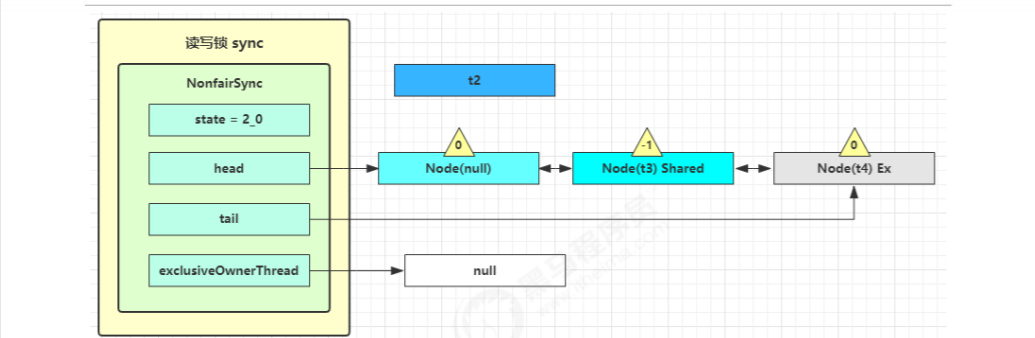 读写锁 sync
NonfairSync
t2
state = 2_0
0
-1
0
head
Node(null)
Node(t3) Shared
Node(t4) Ex
tail
exclusiveOwnerThread
null
黑马程序员